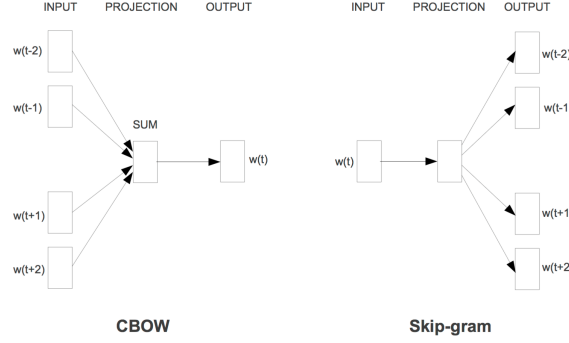 INPUT PROJECTION OUTPUT
w(t-2)
w(t-1)
SUM
w(t)
w(t+1)
w(t+2)
CBOW
INPUT PROJECTION OUTPUT
w(t-2)
w(t-1
w(t)
w(t+1
w(t+2
Skip-gram